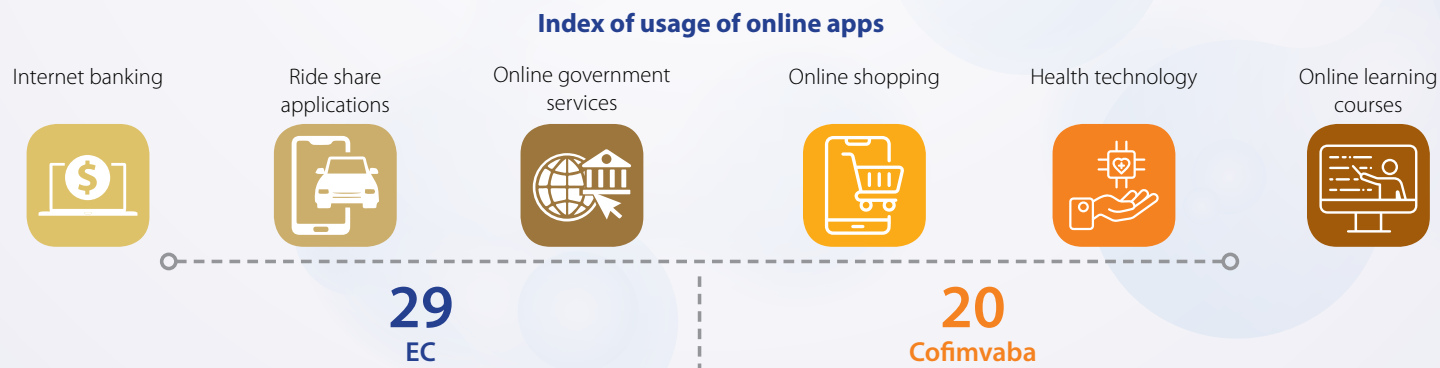 Index of usage of online apps
Internet banking
Ride share
applications
Online government
services
Online shopping
Health technology
Online learning
courses
$
29
EC
20
Cofimvaba